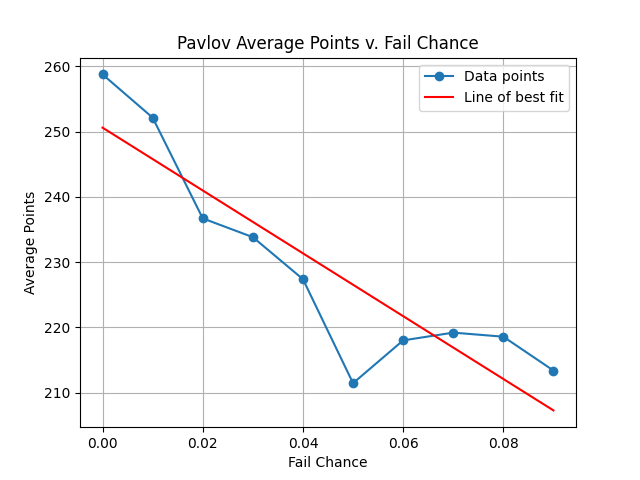 Pavlov Average Points v. Fail Chance
Data points
Line of best fit
260
250
240
230
220
210
Average Points
0.00
0.02
0.04
0.06
0.08
Fail Chance